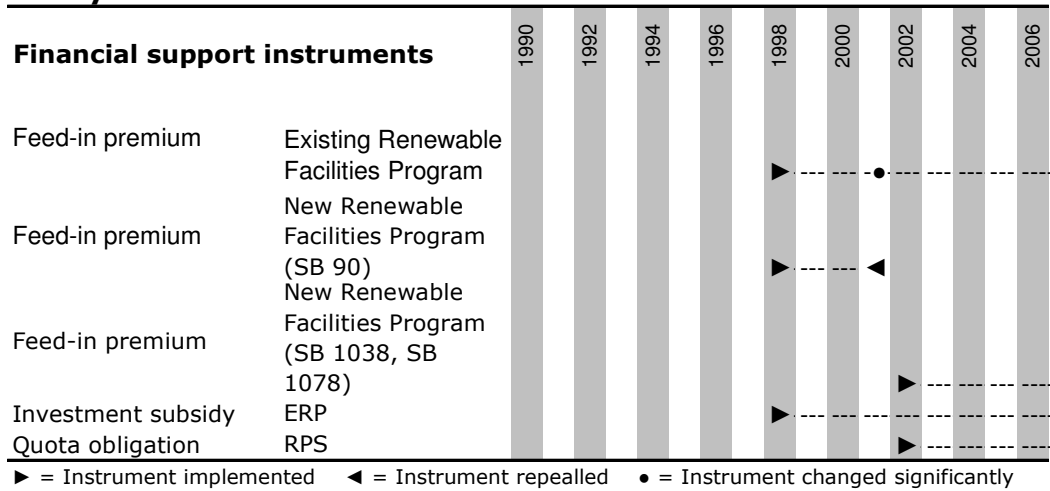 Financial support instruments 1990 1992 1994 1996 1998 2000 2002 2004 2006
Feed-in premium Existing Renewable
Facilities Program
New Renewable
Feed-in premium Facilities Program
(SB 90)
New Renewable
Facilities Program
Feed-in premium (SB 1038, SB
1078)
Investment subsidy ERP
Quota obligation RPS
► = Instrument implemented ◄ = Instrument repealled ● = Instrument changed significantly